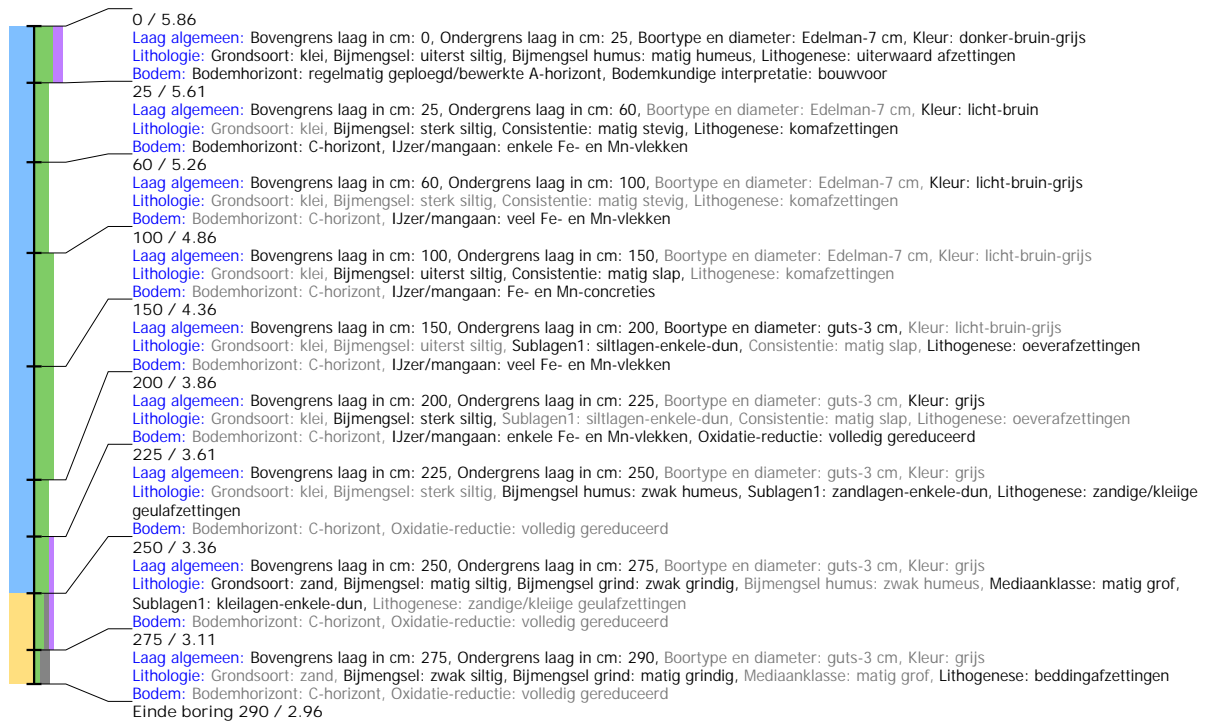 0 / 5.86
Laag algemeen: Bovengrens laag in cm: 0, Ondergrens laag in cm: 25, Boortype en diameter: Edelman-7 cm, Kleur: donker-bruin-grijs
Lithologie: Grondsoort: klei, Bijmengsel: uiterst siltig, Bijmengsel humus: matig humeus, Lithogenese: uiterwaard afzettingen
Bodem: Bodemhorizont: regelmatig geploegd/bewerkte A-horizont, Bodemkundige interpretatie: bouwvoor
25 / 5.61
Laag algemeen: Bovengrens laag in cm: 25, Ondergrens laag in cm: 60, Boortype en diameter: Edelman-7 cm, Kleur: licht-bruin
Lithologie: Grondsoort: klei, Bijmengsel: sterk siltig, Consistentie: matig stevig, Lithogenese: komafzettingen
Bodem: Bodemhorizont: C-horizont, IJzer/mangaan: enkele Fe- en Mn-vlekken
60 / 5.26
Laag algemeen: Bovengrens laag in cm: 60, Ondergrens laag in cm: 100, Boortype en diameter: Edelman-7 cm, Kleur: licht-bruin-grijs
Lithologie: Grondsoort: klei, Bijmengsel: sterk siltig, Consistentie: matig stevig, Lithogenese: komafzettingen
Bodem: Bodemhorizont: C-horizont, IJzer/mangaan: veel Fe- en Mn-vlekken
100 / 4.86
Laag algemeen: Bovengrens laag in cm: 100, Ondergrens laag in cm: 150, Boortype en diameter: Edelman-7 cm, Kleur: licht-bruin-grijs
Lithologie: Grondsoort: klei, Bijmengsel: uiterst siltig, Consistentie: matig slap, Lithogenese: komafzettingen
Bodem: Bodemhorizont: C-horizont, IJzer/mangaan: Fe- en Mn-concreties
150 / 4.36
Laag algemeen: Bovengrens laag in cm: 150, Ondergrens laag in cm: 200, Boortype en diameter: guts-3 cm, Kleur: licht-bruin-grijs
Lithologie: Grondsoort: klei, Bijmengsel: uiterst siltig, Sublagen1: siltlagen-enkele-dun, Consistentie: matig slap, Lithogenese: oeverafzettingen
Bodem: Bodemhorizont: C-horizont, IJzer/mangaan: veel Fe- en Mn-vlekken
200 / 3.86
Laag algemeen: Bovengrens laag in cm: 200, Ondergrens laag in cm: 225, Boortype en diameter: guts-3 cm, Kleur: grijs
Lithologie: Grondsoort: klei, Bijmengsel: sterk siltig, Sublagen1: siltlagen-enkele-dun, Consistentie: matig slap, Lithogenese: oeverafzettingen
Bodem: Bodemhorizont: C-horizont, IJzer/mangaan: enkele Fe- en Mn-vlekken, Oxidatie-reductie: volledig gereduceerd
225 / 3.61
Laag algemeen: Bovengrens laag in cm: 225, Ondergrens laag in cm: 250, Boortype en diameter: guts-3 cm, Kleur: grijs
Lithologie: Grondsoort: klei, Bijmengsel: sterk siltig, Bijmengsel humus: zwak humeus, Sublagen1: zandlagen-enkele-dun, Lithogenese: zandige/kleiige
geulafzettingen
Bodem: Bodemhorizont: C-horizont, Oxidatie-reductie: volledig gereduceerd
250 / 3.36
Laag algemeen: Bovengrens laag in cm: 250, Ondergrens laag in cm: 275, Boortype en diameter: guts-3 cm, Kleur: grijs
Lithologie: Grondsoort: zand, Bijmengsel: matig siltig, Bijmengsel grind: zwak grindig, Bijmengsel humus: zwak humeus, Mediaanklasse: matig grof,
Sublagen1: kleilagen-enkele-dun, Lithogenese: zandige/kleiige geulafzettingen
Bodem: Bodemhorizont: C-horizont, Oxidatie-reductie: volledig gereduceerd
275 / 3.11
Laag algemeen: Bovengrens laag in cm: 275, Ondergrens laag in cm: 290, Boortype en diameter: guts-3 cm, Kleur: grijs
Lithologie: Grondsoort: zand, Bijmengsel: zwak siltig, Bijmengsel grind: matig grindig, Mediaanklasse: matig grof, Lithogenese: beddingafzettingen
Bodem: Bodemhorizont: C-horizont, Oxidatie-reductie: volledig gereduceerd
Einde boring 290 / 2.96